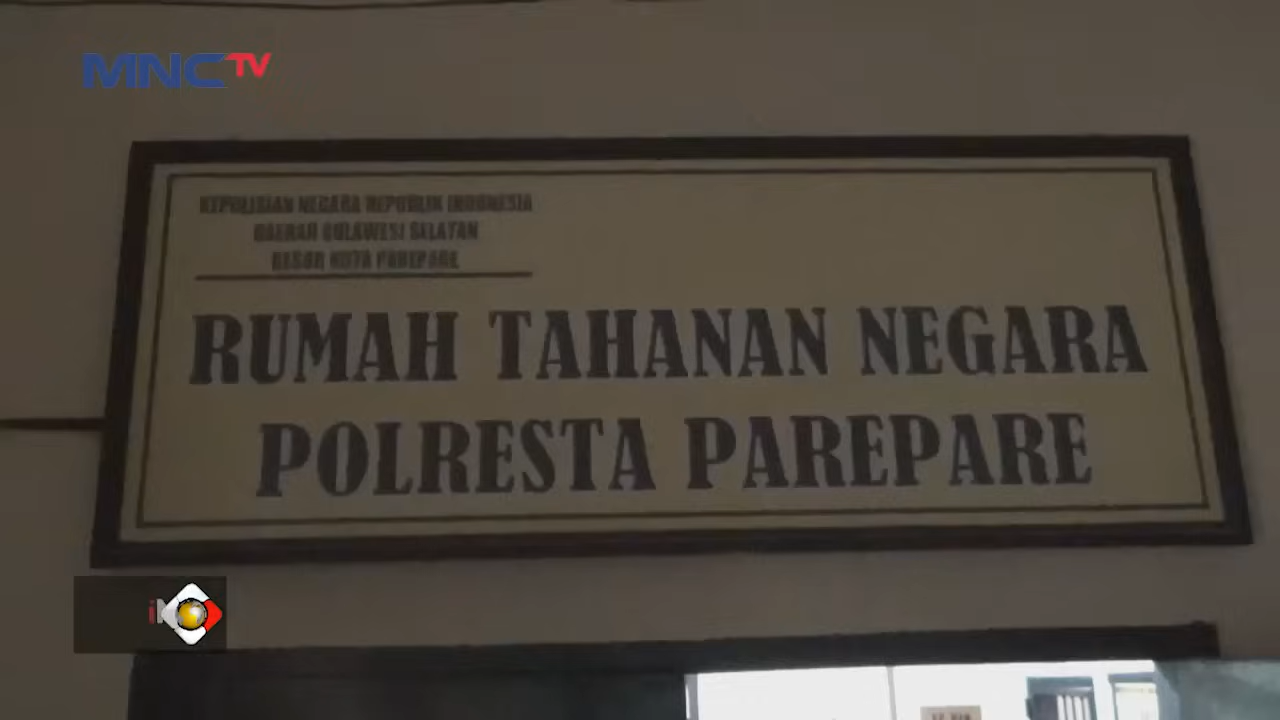 MNCTV
KEPOLISIAN NEGARA REPUBLIK INDONESIA
DAERAH SULAWESI SELATAN
RESOR KOTA PAREPARE
RUMAH TAHANAN NEGARA
POLRESTA PAREPARE